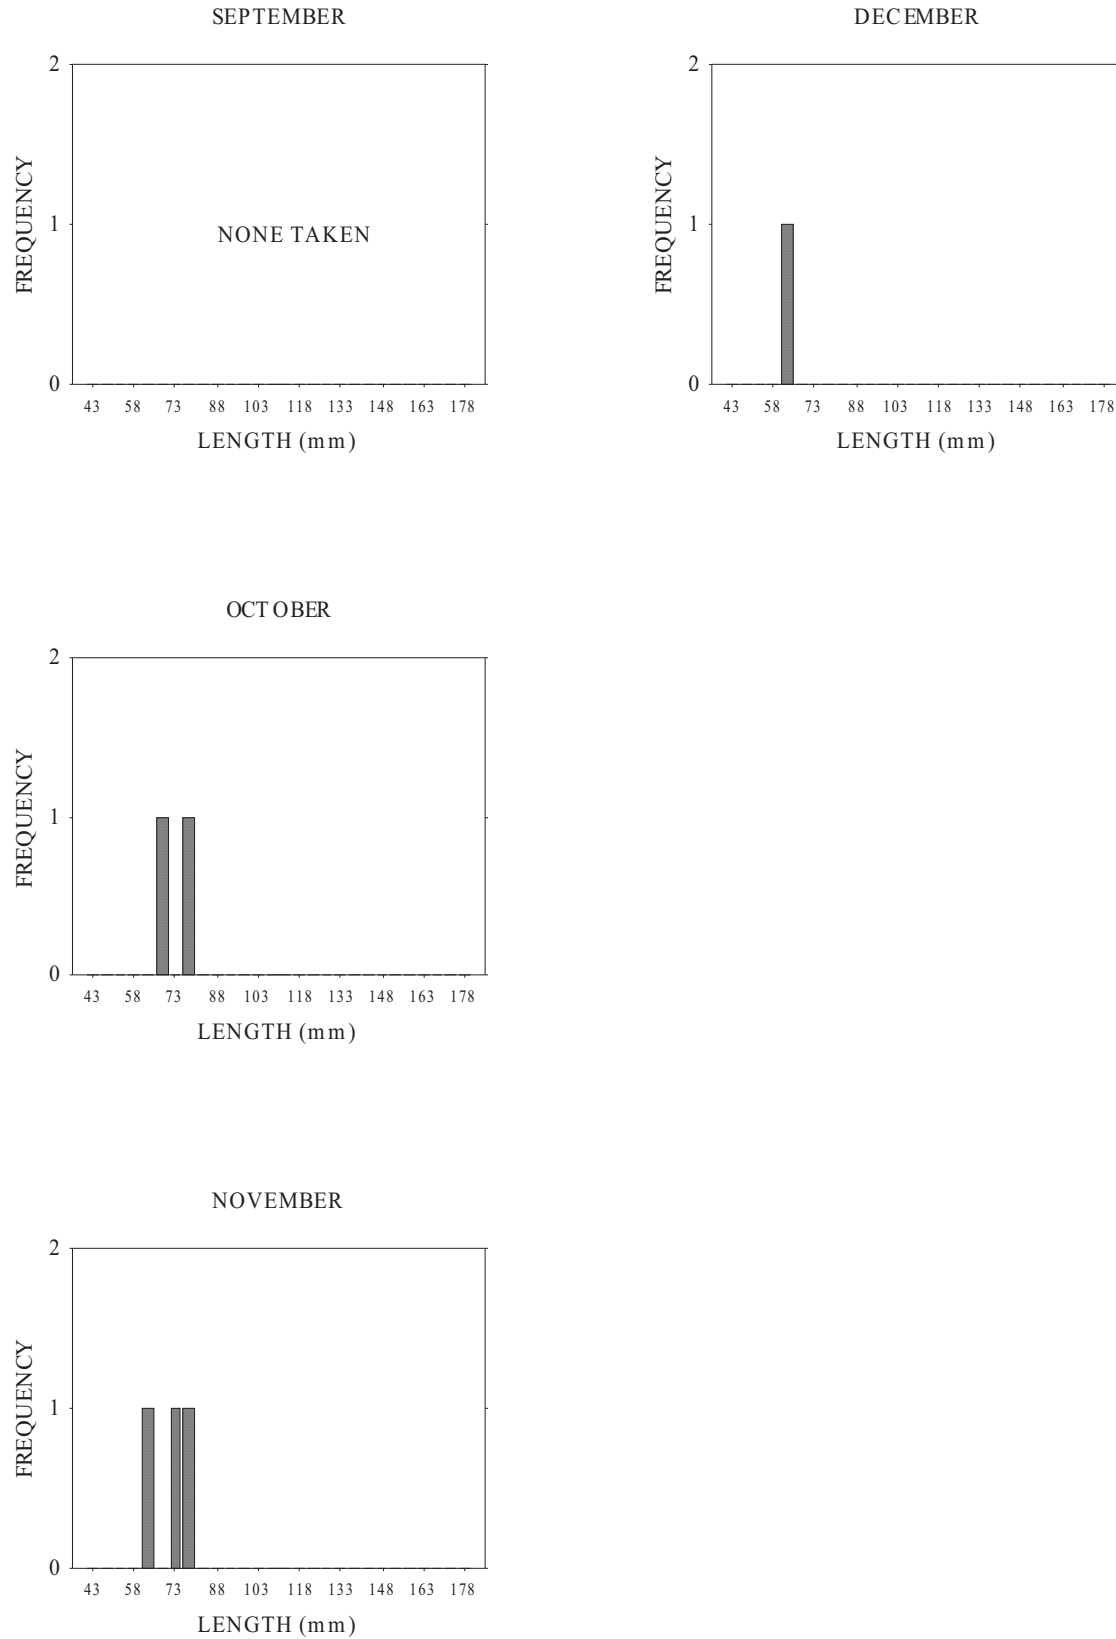 SEPTEMBER
2
1
0
FREQUENCY
NONE TAKEN
43 58 73 88 103 118 133 148 163 178
LENGTH (mm)
DECEMBER
2
1
0
FREQUENCY
43 58 73 88 103 118 133 148 163 178
LENGTH (mm)
OCTOBER
2
1
0
FREQUENCY
43 58 73 88 103 118 133 148 163 178
LENGTH (mm)
NOVEMBER
2
1
0
FREQUENCY
43 58 73 88 103 118 133 148 163 178
LENGTH (mm)